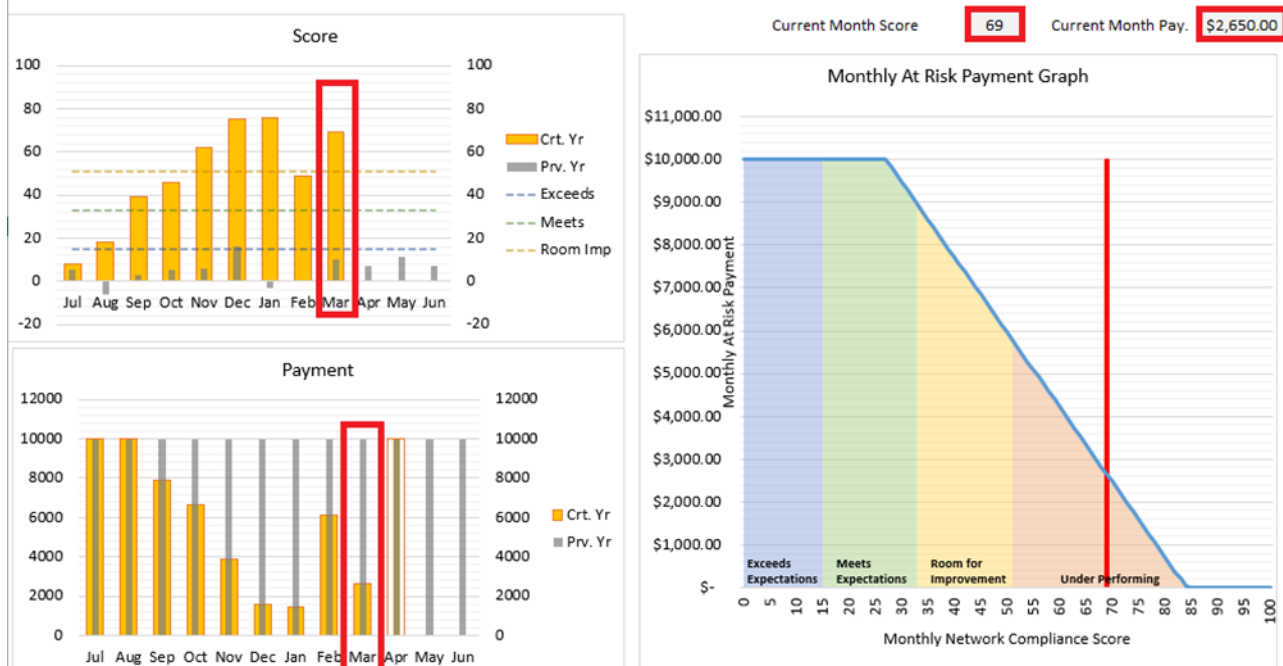 Current Month Score 69 Current Month Pay. $2,650.00
Score
100 100
80 80
60 60
40 40
20 20
0 0
-20 -20
Jul Aug Sep Oct Nov Dec Jan Feb Mar Apr May Jun
Crt. Yr
Prv. Yr
Exceeds
Meets
Room Imp
Payment
12000 12000
10000 10000
8000 8000
6000 6000
4000 4000
2000 2000
0 0
Jul Aug Sep Oct Nov Dec Jan Feb Mar Apr May Jun
Crt. Yr
Prv. Yr
Monthly At Risk Payment Graph
$11,000.00
$10,000.00
$9,000.00
$8,000.00
$7,000.00
$6,000.00
$5,000.00
$4,000.00
$3,000.00
$2,000.00
$1,000.00
$-
Monthly At Risk Payment
Exceeds
Expectations
Meets
Expectations
Room for
Improvement
Under Performing
0 5 10 15 20 25 30 35 40 45 50 55 60 65 70 75 80 85 90 95 100
Monthly Network Compliance Score